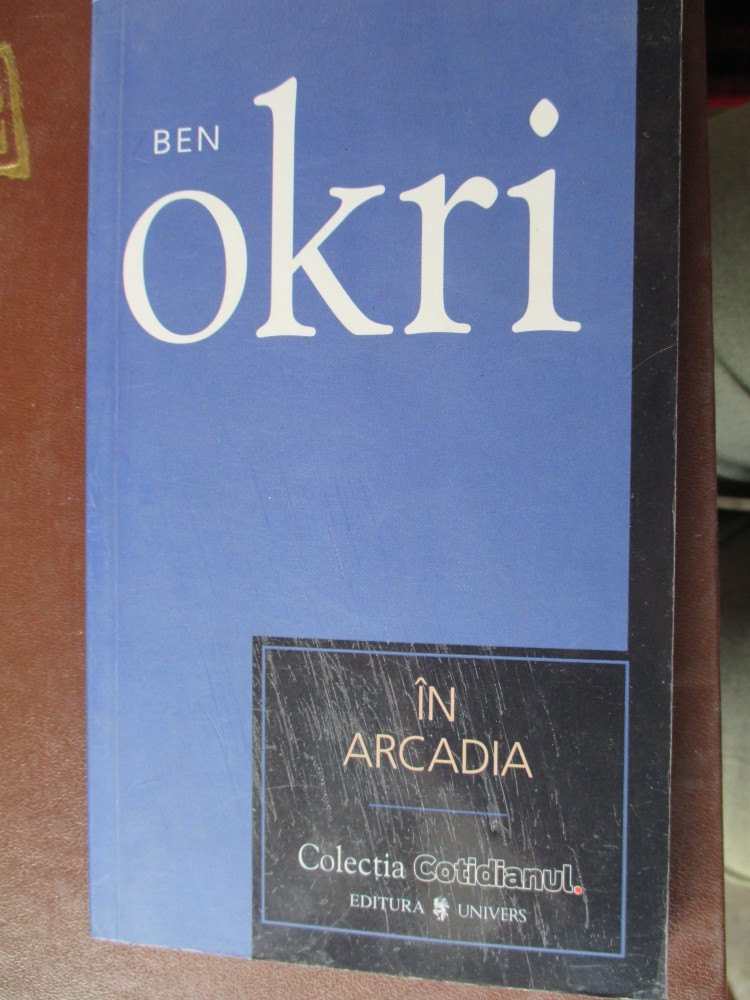 BEN
okri
ÎN
ARCADIA
Colecția Cotidianul.
EDITURA UNIVERS